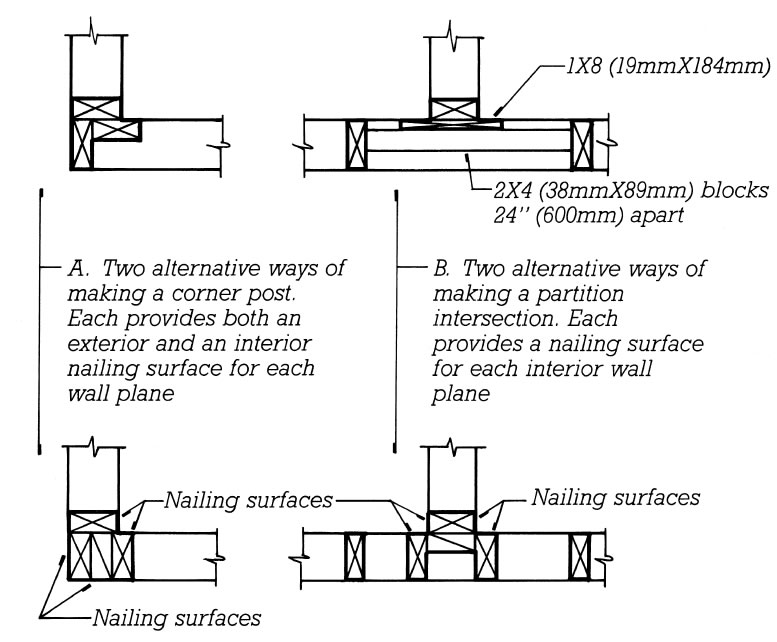 1X8 (19mmX184mm)
2X4 (38mmX89mm) blocks
24" (600mm) apart
A. Two alternative ways of
making a corner post.
Each provides both an
exterior and an interior
nailing surface for each
wall plane
B. Two alternative ways of
making a partition
intersection. Each
provides a nailing surface
for each interior wall
plane
Nailing surfaces
Nailing surfaces
Nailing surfaces